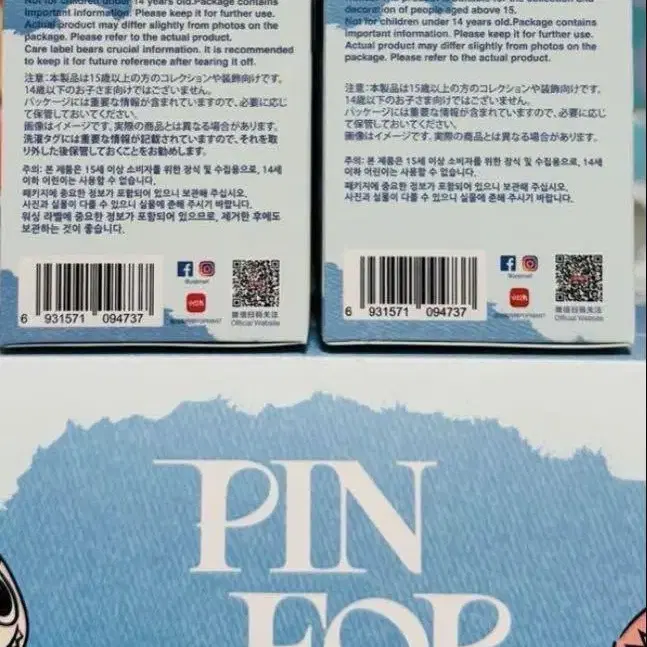 Not for children under 14 years old.Package contains
important information. Please keep it for further use.
Actual product may differ slightly from photos on the
package. Please refer to the actual product.
Care label bears crucial information. It is recommended
to keep it for future reference after tearing it off.
注意：本製品は15歳以上の方のコレクションや装飾向けです。
14歳以下のお子さま向けではございません。
パッケージには重要な情報が含まれていますので、必要に応じ
て保管しておいてください。
画像はイメージです。実際の商品とは異なる場合があります。
洗濯タグには重要な情報が記載されていますので、それを取
り外した後保管しておくことをお勧めします。
주의: 본 제품은 15세 이상 소비자를 위한 장식 및 수집용으로, 14세
이하 어린이는 사용할 수 없습니다.
패키지에 중요한 정보가 포함되어 있으니 보관해 주십시오.
사진과 실물이 다를 수 있으니 실물에 준해 주시기 바랍니다.
워싱 라벨에 중요한 정보가 포함되어 있으므로, 제거한 후에도
보관하는 것이 좋습니다.
6 931571 094737
小红书
微信扫码关注
Official Website
decoration of people aged above 15.
Not for children under 14 years old.Package contains
important information. Please keep it for further use.
Actual product may differ slightly from photos on the
package. Please refer to the actual product.
注意：本製品は15歳以上の方のコレクションや装飾向けです。
14歳以下のお子さま向けではございません。
パッケージには重要な情報が含まれていますので、必要に応じ
て保管しておいてください。
画像はイメージです。実際の商品とは異なる場合があります。
주의: 본 제품은 15세 이상 소비자를 위한 장식 및 수집용으로, 14세
이하 어린이는 사용할 수 없습니다.
패키지에 중요한 정보가 포함되어 있으니 보관해 주십시오.
사진과 실물이 다를 수 있으니 실물에 준해 주시기 바랍니다.
6 931571 094737
小红书
微信扫码关注
Official Website
PIN
FOR